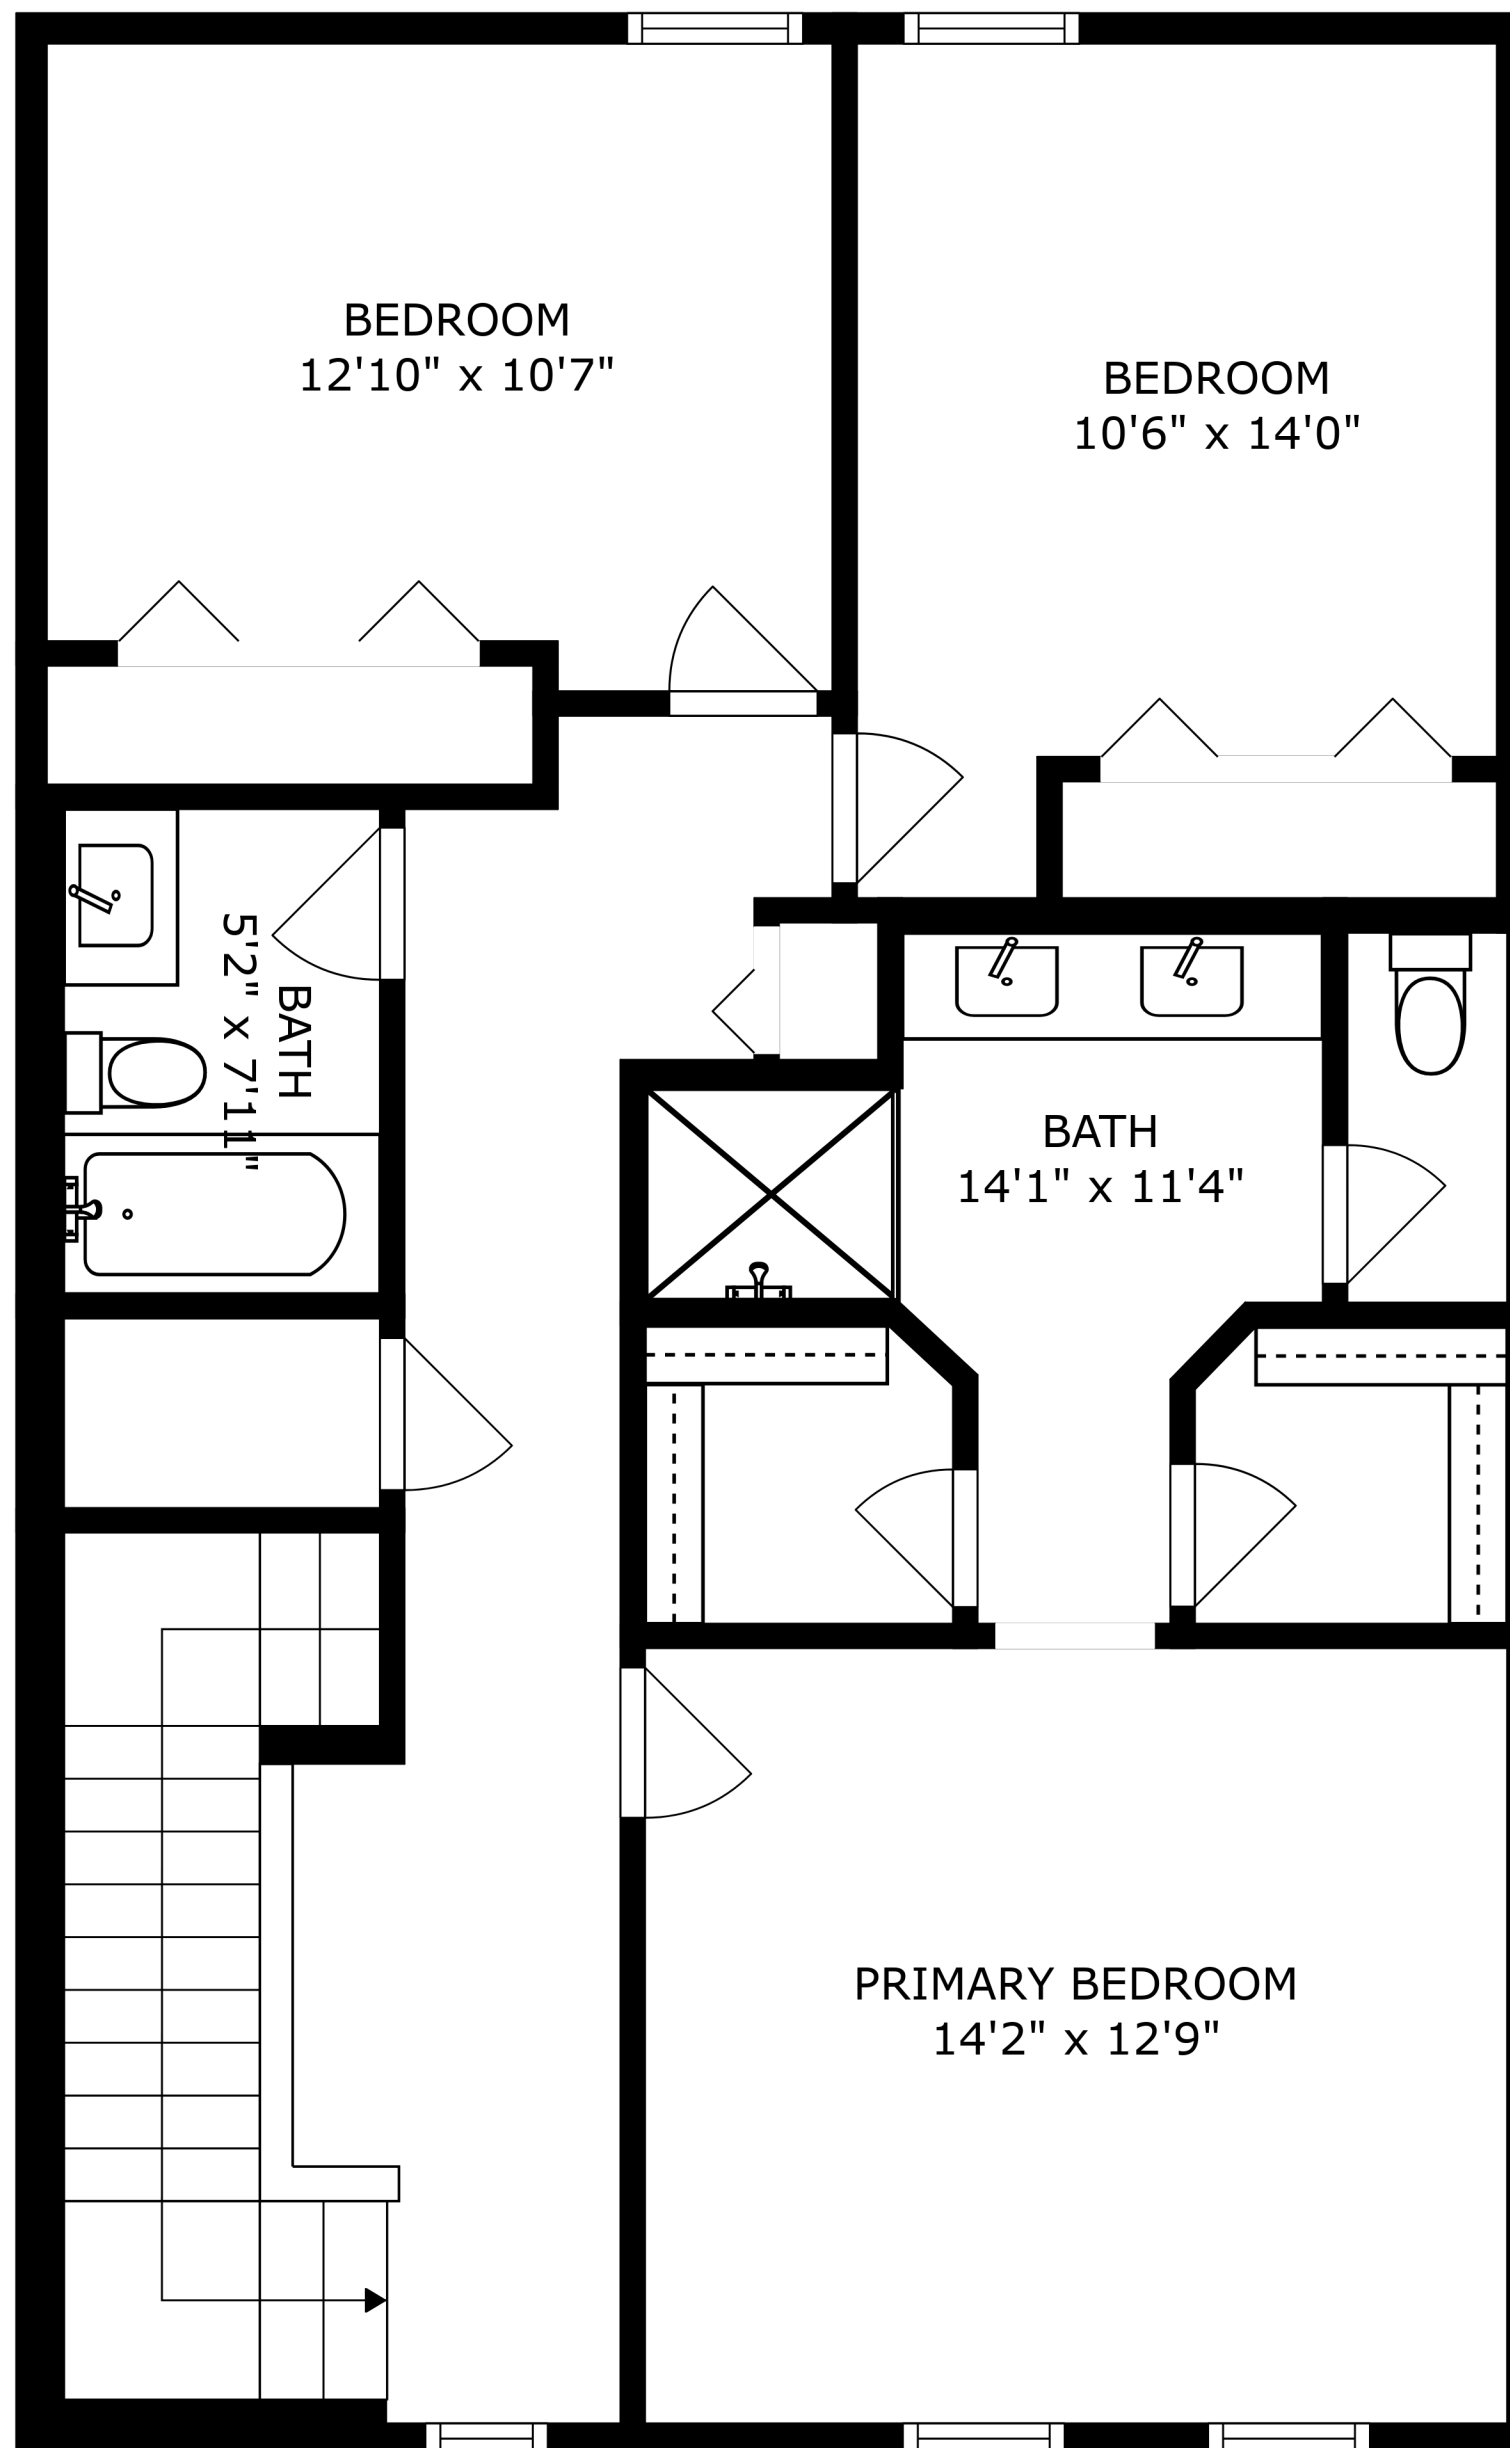 BEDROOM
12'10" x 10'7"
BEDROOM
10'6" x 14'0"
BATH
5'2" x 7'11"
BATH
14'1" x 11'4"
PRIMARY BEDROOM
14'2" x 12'9"